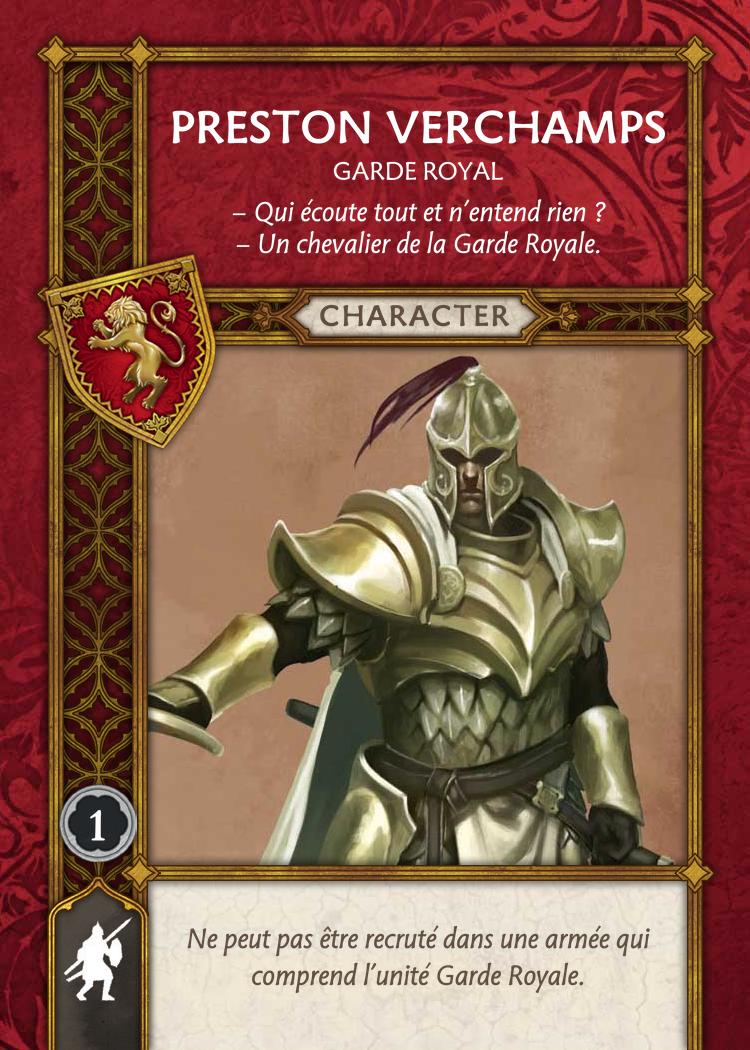 PRESTON VERCHAMPS
GARDE ROYAL
– Qui écoute tout et n'entend rien ?
– Un chevalier de la Garde Royale.
CHARACTER
1
Ne peut pas être recruté dans une armée qui
comprend l'unité Garde Royale.